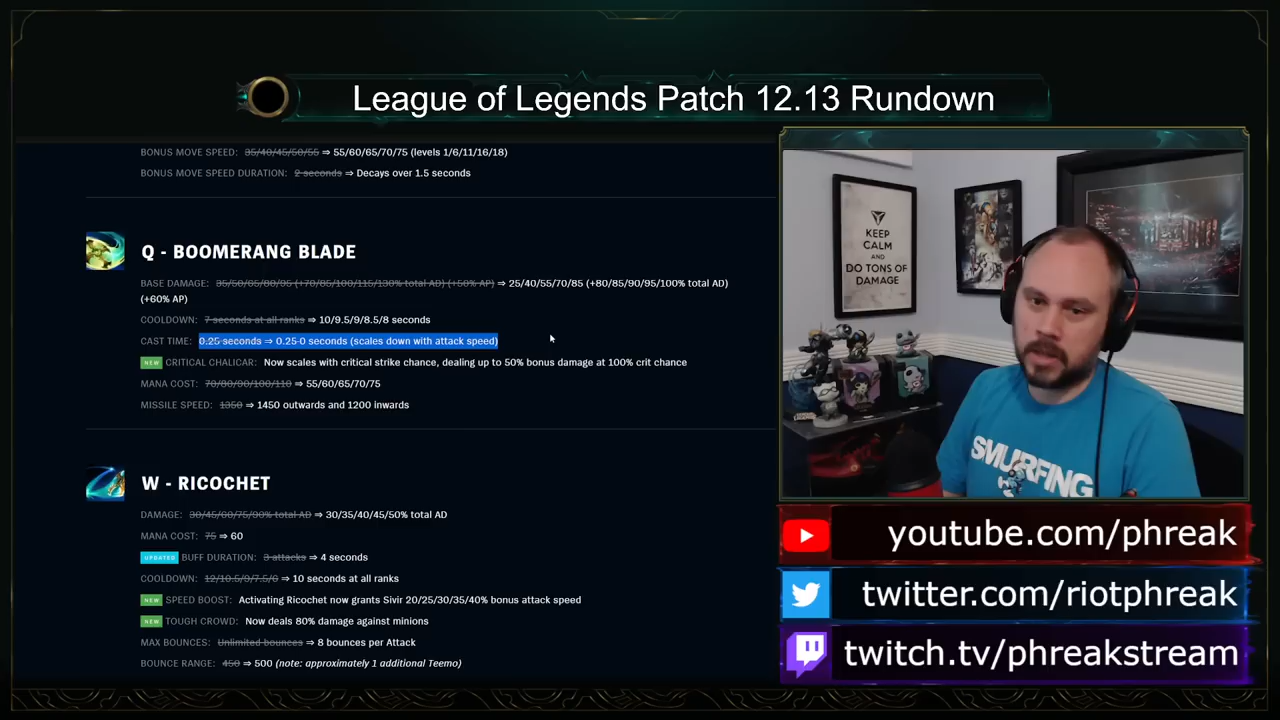 League of Legends Patch 12.13 Rundown
BONUS MOVE SPEED: 35/40/45/50/55 ⇒ 55/60/65/70/75 (levels 1/6/11/16/18)
BONUS MOVE SPEED DURATION: 2 seconds ⇒ Decays over 1.5 seconds
Q - BOOMERANG BLADE
BASE DAMAGE: 35/50/65/80/95 (+70/85/100/115/130% total AD) (+50% AP) ⇒ 25/40/55/70/85 (+80/85/90/95/100% total AD)
(+60% AP)
COOLDOWN: 7 seconds at all ranks ⇒ 10/9.5/9/8.5/8 seconds
CAST TIME: 0.25 seconds ⇒ 0.25-0 seconds (scales down with attack speed)
NEW CRITICAL CHALICAR: Now scales with critical strike chance, dealing up to 50% bonus damage at 100% crit chance
MANA COST: 70/80/90/100/110 ⇒ 55/60/65/70/75
MISSILE SPEED: 1350 ⇒ 1450 outwards and 1200 inwards
W - RICOCHET
DAMAGE: 30/45/60/75/90% total AD ⇒ 30/35/40/45/50% total AD
MANA COST: 75 ⇒ 60
UPDATED BUFF DURATION: 3 attacks ⇒ 4 seconds
COOLDOWN: 12/10.5/9/7.5/6 ⇒ 10 seconds at all ranks
NEW SPEED BOOST: Activating Ricochet now grants Sivir 20/25/30/35/40% bonus attack speed
NEW TOUGH CROWD: Now deals 80% damage against minions
MAX BOUNCES: Unlimited bounces ⇒ 8 bounces per Attack
BOUNCE RANGE: 450 ⇒ 500 (note: approximately 1 additional Teemo)
KEEP
CALM
AND
DO TONS OF
DAMAGE
SMURFING
youtube.com/phreak
twitter.com/riotphreak
twitch.tv/phreakstream